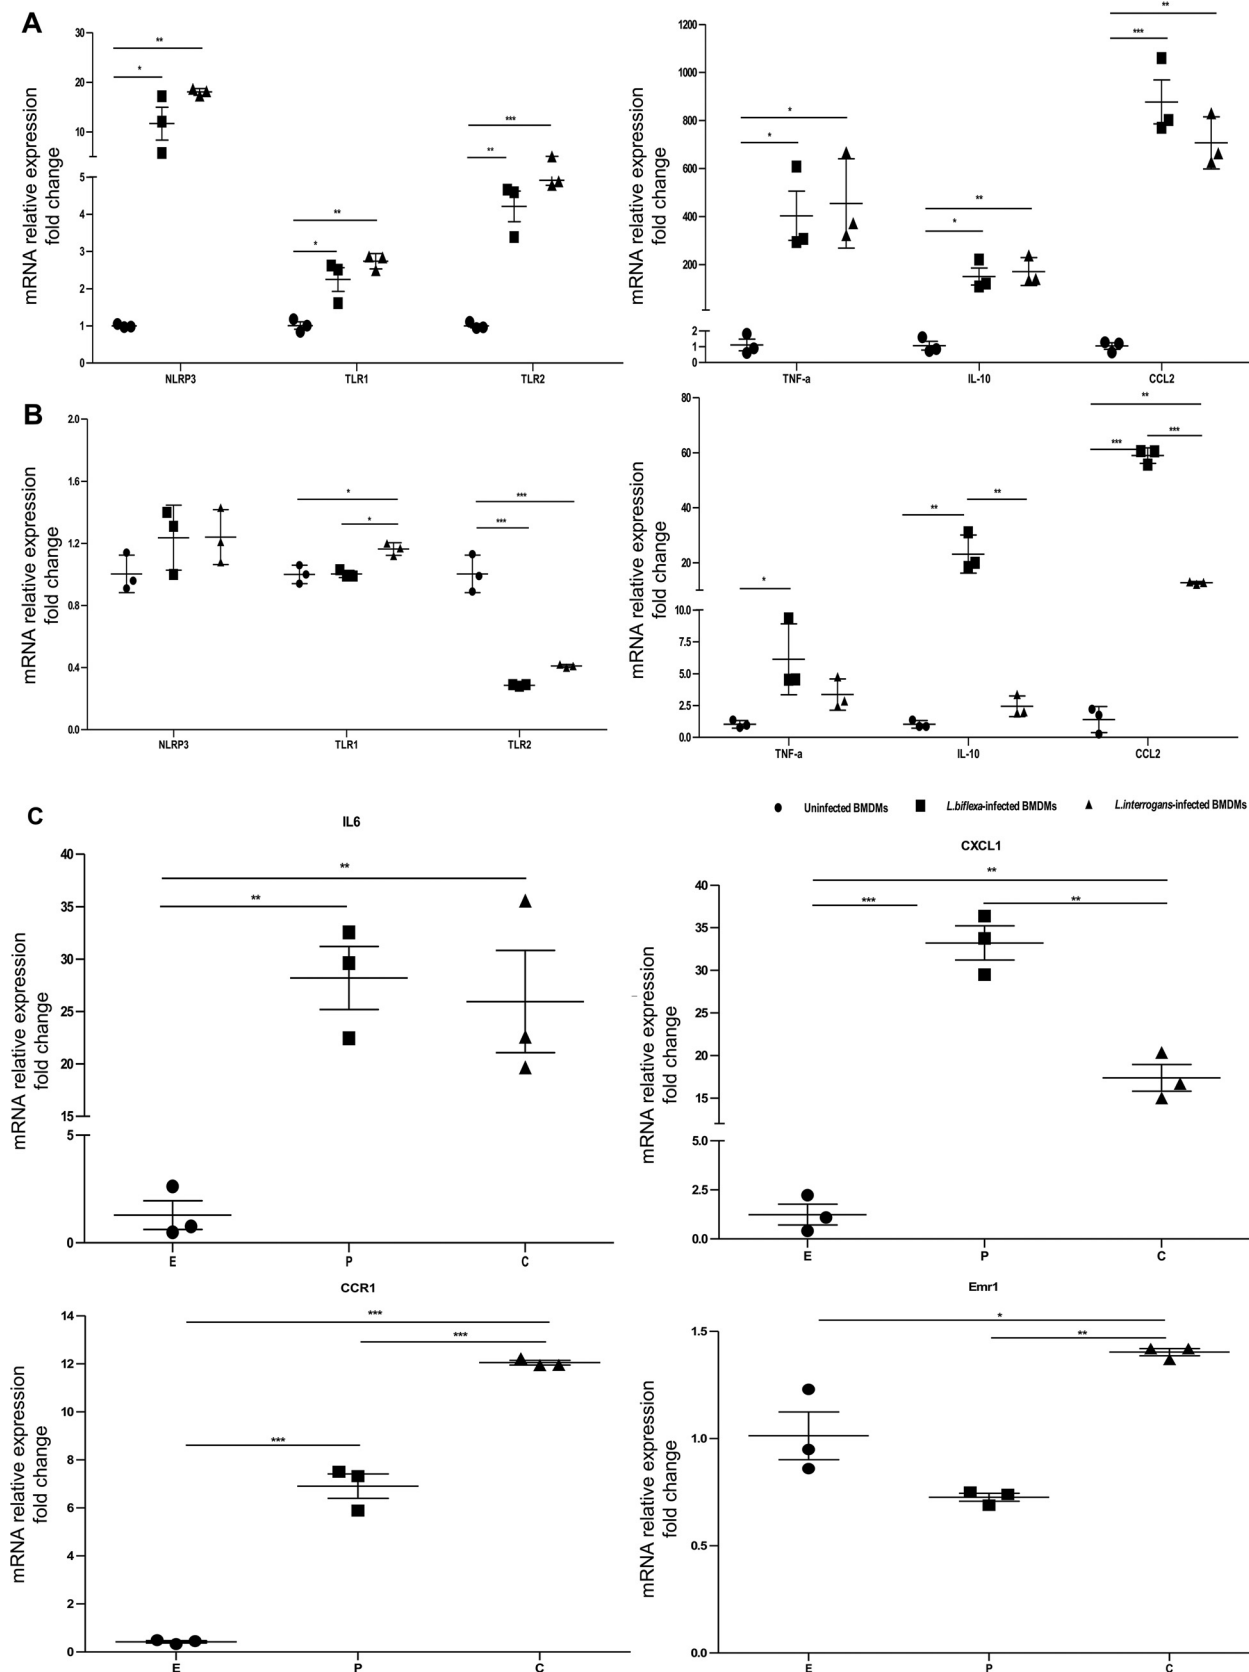 A
mRNA relative expression
fold change
30
20
10
5
4
3
2
1
0
**
*
**
*
***
**
NLRP3 TLR1 TLR2
mRNA relative expression
fold change
1200
1000
800
600
400
200
2
1
0
*
*
**
*
**
***
TNF-a IL-10 CCL2
B
mRNA relative expression
fold change
2.0
1.6
1.2
0.8
0.4
0.0
*
*
***
***
NLRP3 TLR1 TLR2
mRNA relative expression
fold change
80
60
40
20
10.0
7.5
5.0
2.5
0.0
*
**
**
**
***
***
TNF-a IL-10 CCL2
Uninfected BMDMs L.biflexa-infected BMDMs L.interrogans-infected BMDMs
C
IL6
mRNA relative expression
fold change
40
35
30
25
20
15
5
0
**
**
E P C
CXCL1
mRNA relative expression
fold change
40
35
30
25
20
15
5.0
2.5
0.0
**
***
**
E P C
CCR1
mRNA relative expression
fold change
14
12
10
8
6
4
2
0
***
***
***
E P C
Emr1
mRNA relative expression
fold change
1.5
1.0
0.5
0.0
*
**
E P C